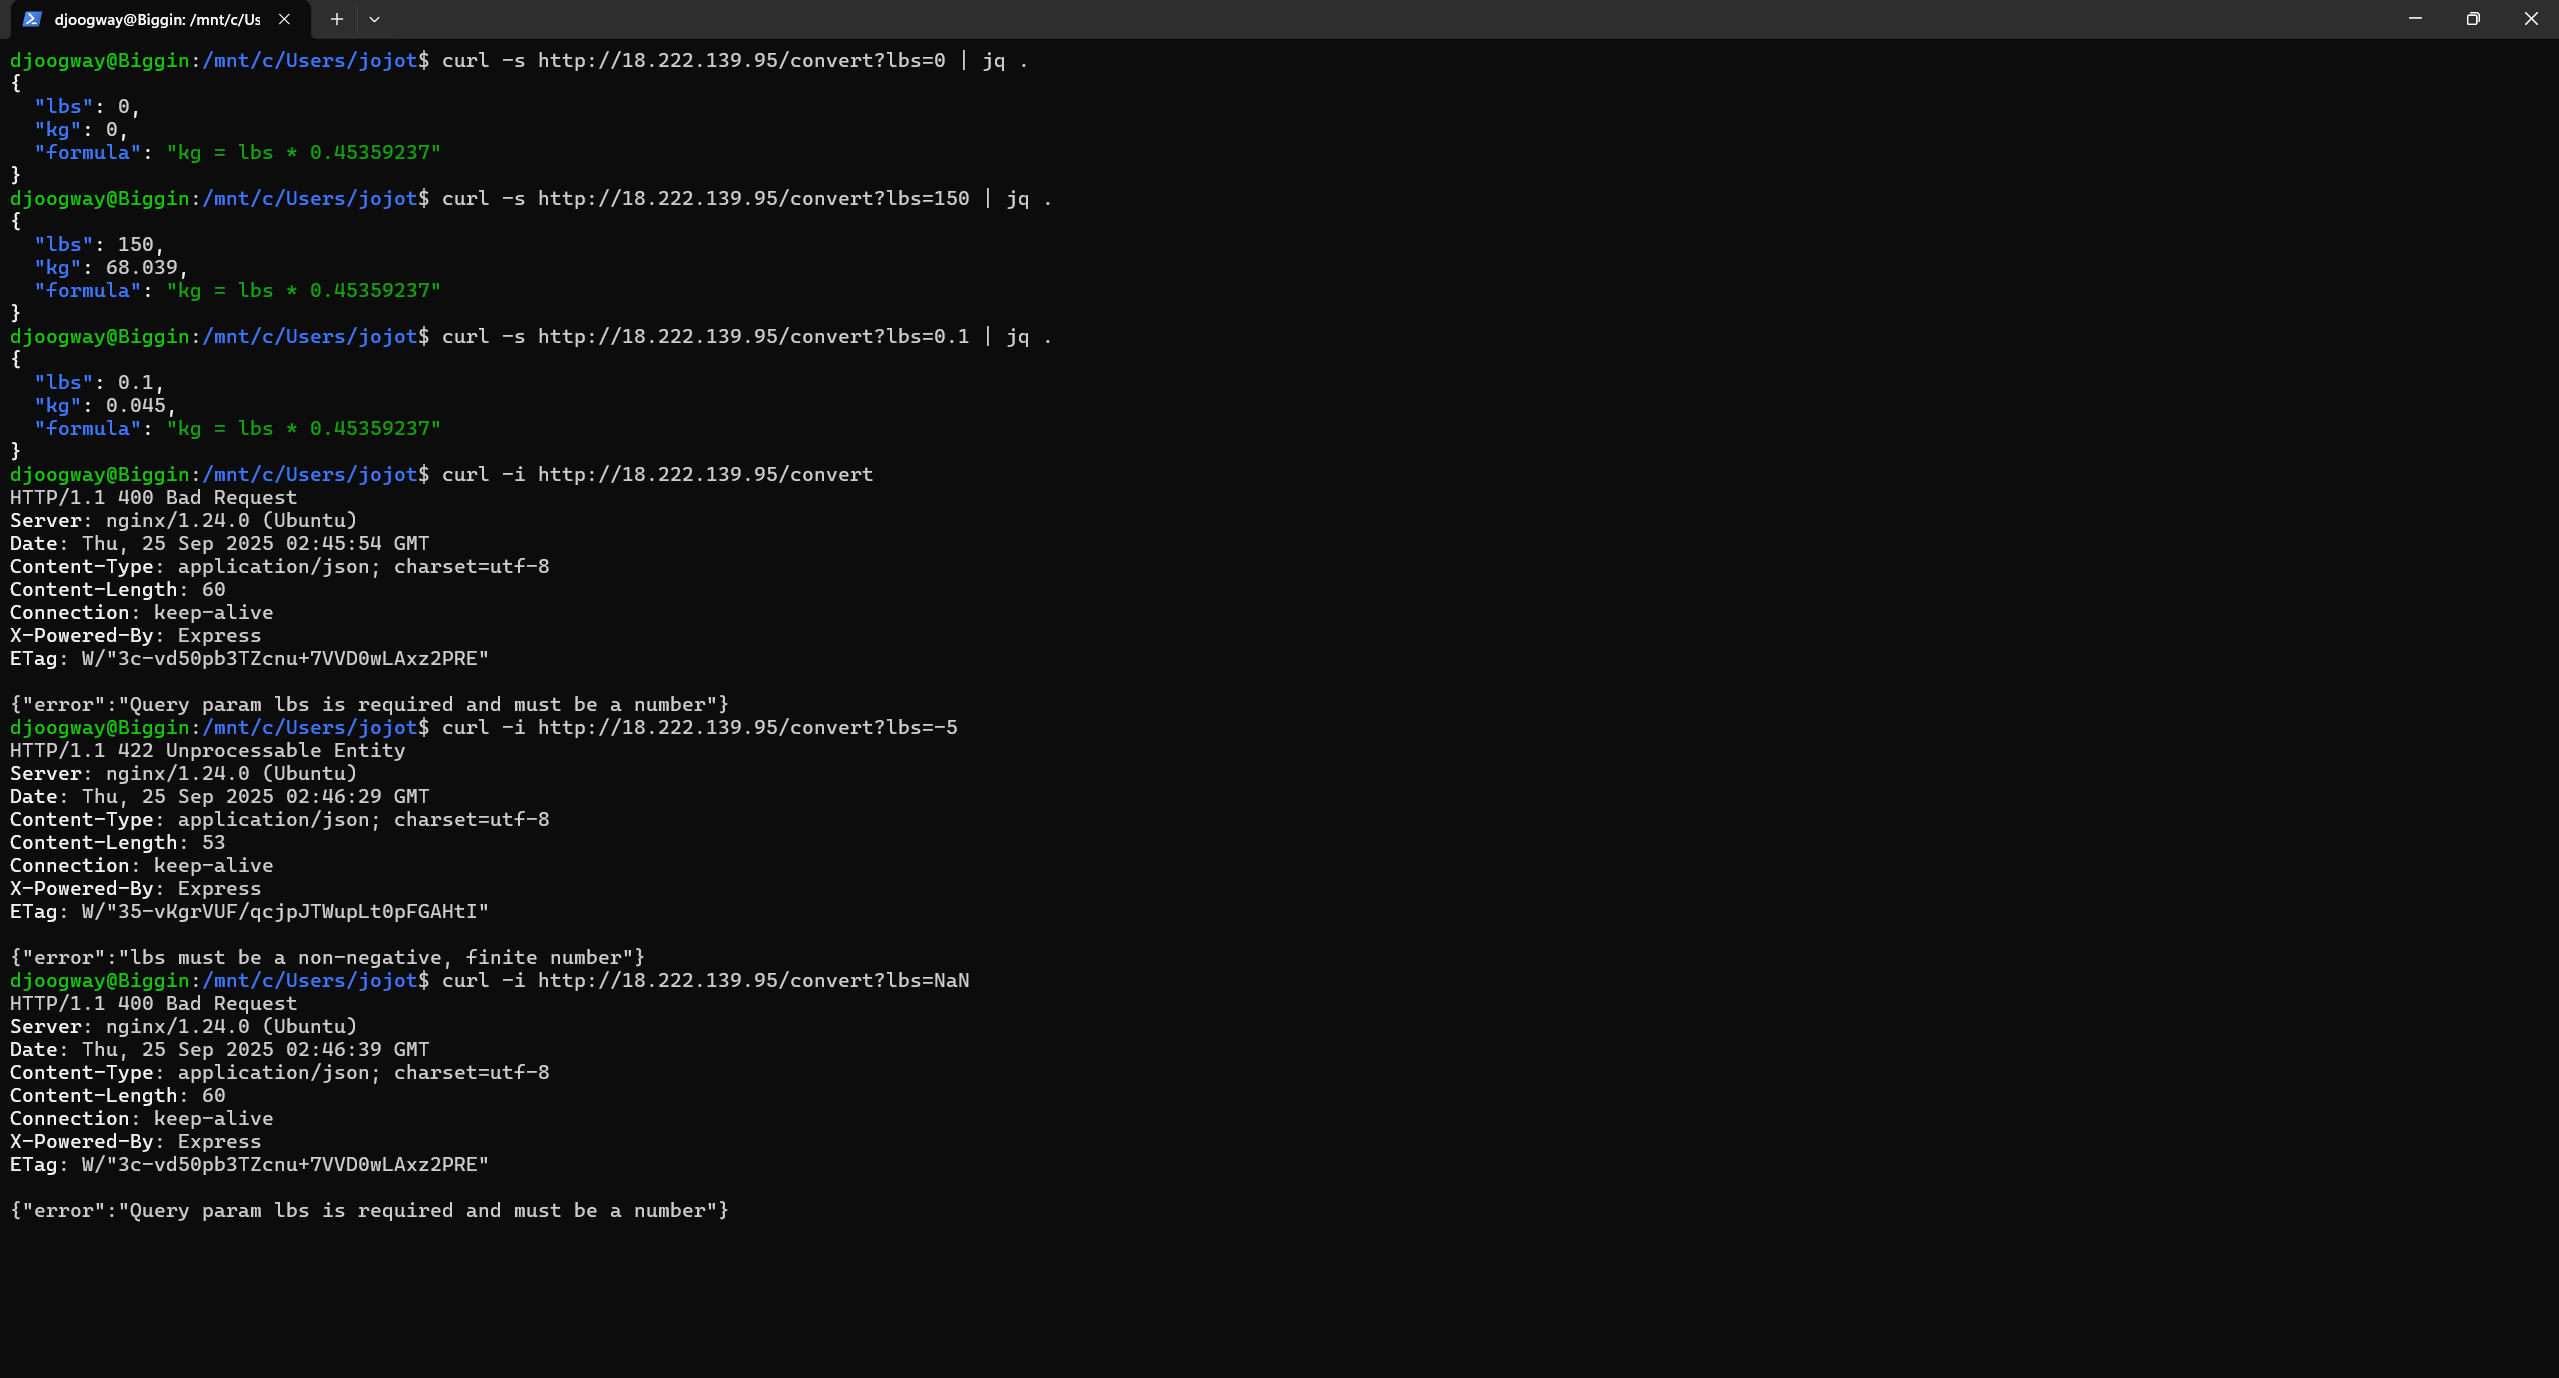 djoogway@Biggin: /mnt/c/Us
djoogway@Biggin:/mnt/c/Users/jojot$ curl -s http://18.222.139.95/convert?lbs=0 | jq .
{
  "lbs": 0,
  "kg": 0,
  "formula": "kg = lbs * 0.45359237"
}
djoogway@Biggin:/mnt/c/Users/jojot$ curl -s http://18.222.139.95/convert?lbs=150 | jq .
{
  "lbs": 150,
  "kg": 68.039,
  "formula": "kg = lbs * 0.45359237"
}
djoogway@Biggin:/mnt/c/Users/jojot$ curl -s http://18.222.139.95/convert?lbs=0.1 | jq .
{
  "lbs": 0.1,
  "kg": 0.045,
  "formula": "kg = lbs * 0.45359237"
}
djoogway@Biggin:/mnt/c/Users/jojot$ curl -i http://18.222.139.95/convert
HTTP/1.1 400 Bad Request
Server: nginx/1.24.0 (Ubuntu)
Date: Thu, 25 Sep 2025 02:45:54 GMT
Content-Type: application/json; charset=utf-8
Content-Length: 60
Connection: keep-alive
X-Powered-By: Express
ETag: W/"3c-vd50pb3TZcnu+7VVD0wLAxz2PRE"

{"error":"Query param lbs is required and must be a number"}
djoogway@Biggin:/mnt/c/Users/jojot$ curl -i http://18.222.139.95/convert?lbs=-5
HTTP/1.1 422 Unprocessable Entity
Server: nginx/1.24.0 (Ubuntu)
Date: Thu, 25 Sep 2025 02:46:29 GMT
Content-Type: application/json; charset=utf-8
Content-Length: 53
Connection: keep-alive
X-Powered-By: Express
ETag: W/"35-vKgrVUF/qcjpJTWupLt0pFGAHtI"

{"error":"lbs must be a non-negative, finite number"}
djoogway@Biggin:/mnt/c/Users/jojot$ curl -i http://18.222.139.95/convert?lbs=NaN
HTTP/1.1 400 Bad Request
Server: nginx/1.24.0 (Ubuntu)
Date: Thu, 25 Sep 2025 02:46:39 GMT
Content-Type: application/json; charset=utf-8
Content-Length: 60
Connection: keep-alive
X-Powered-By: Express
ETag: W/"3c-vd50pb3TZcnu+7VVD0wLAxz2PRE"

{"error":"Query param lbs is required and must be a number"}